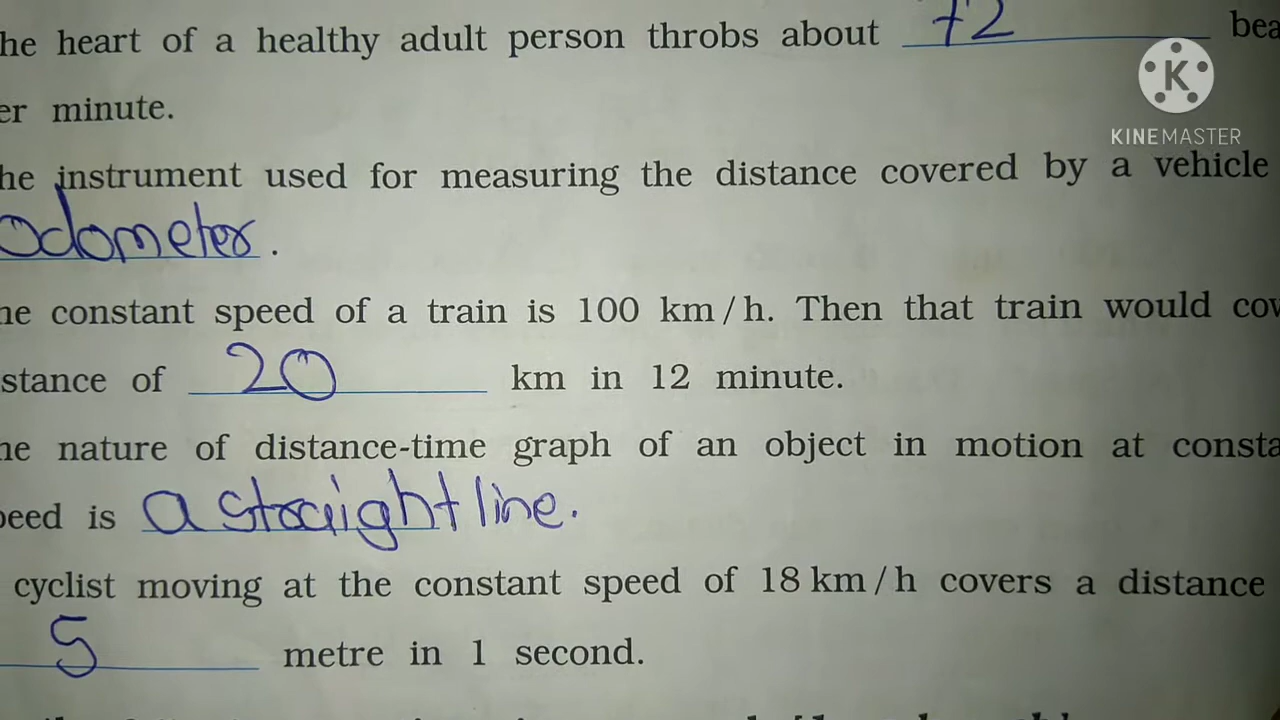 he heart of a healthy adult person throbs about 72 bea
er minute.
KINEMASTER
he instrument used for measuring the distance covered by a vehicle
odometer.
ne constant speed of a train is 100 km/h. Then that train would cov
stance of 20 km in 12 minute.
ne nature of distance-time graph of an object in motion at consta
peed is a straight line.
cyclist moving at the constant speed of 18 km/h covers a distance
5 metre in 1 second.